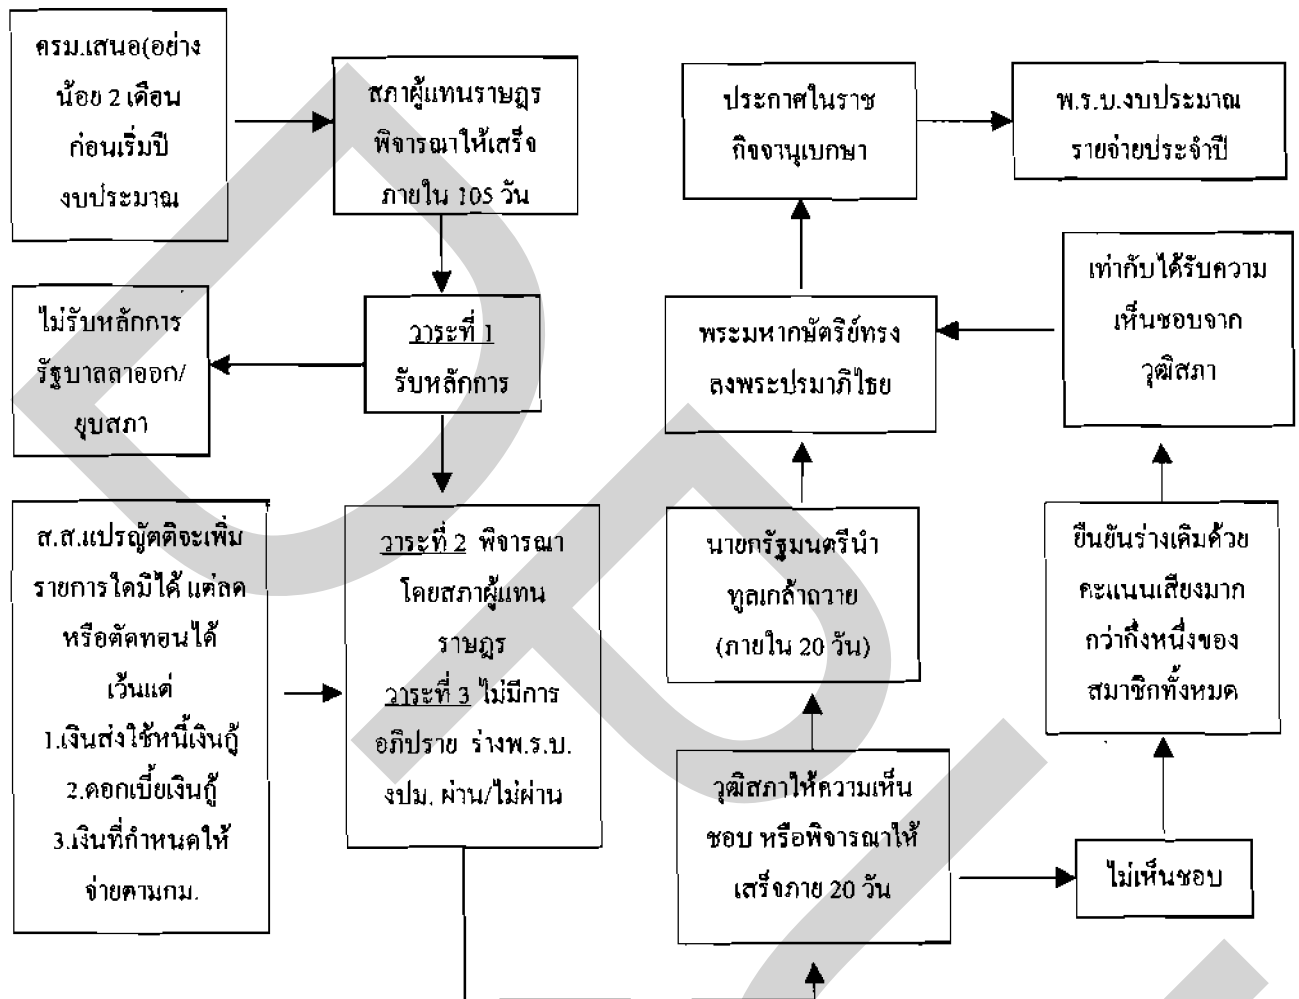 ครม.เสนอ(อย่าง
น้อย 2 เดือน
ก่อนเริ่มปี
งบประมาณ
สภาผู้แทนราษฎร
พิจารณาให้เสร็จ
ภายใน 105 วัน
วาระที่ 1
รับหลักการ
ไม่รับหลักการ
รัฐบาลลาออก/
ยุบสภา
ส.ส.แปรญัตติจะเพิ่ม
รายการใดมิได้ แต่ลด
หรือตัดทอนได้
เว้นแต่
1.เงินส่งใช้หนี้เงินกู้
2.ดอกเบี้ยเงินกู้
3.เงินที่กำหนดให้
จ่ายตามกม.
วาระที่ 2 พิจารณา
โดยสภาผู้แทน
ราษฎร
วาระที่ 3 ไม่มีการ
อภิปราย ร่างพ.ร.บ.
งปม. ผ่าน/ไม่ผ่าน
วุฒิสภาให้ความเห็น
ชอบ หรือพิจารณาให้
เสร็จภาย 20 วัน
ไม่เห็นชอบ
ยืนยันร่างเดิมด้วย
คะแนนเสียงมาก
กว่ากึ่งหนึ่งของ
สมาชิกทั้งหมด
เท่ากับได้รับความ
เห็นชอบจาก
วุฒิสภา
นายกรัฐมนตรีนำ
ทูลเกล้าถวาย
(ภายใน 20 วัน)
พระมหากษัตริย์ทรง
ลงพระปรมาภิไธย
ประกาศในราช
กิจจานุเบกษา
พ.ร.บ.งบประมาณ
รายจ่ายประจำปี